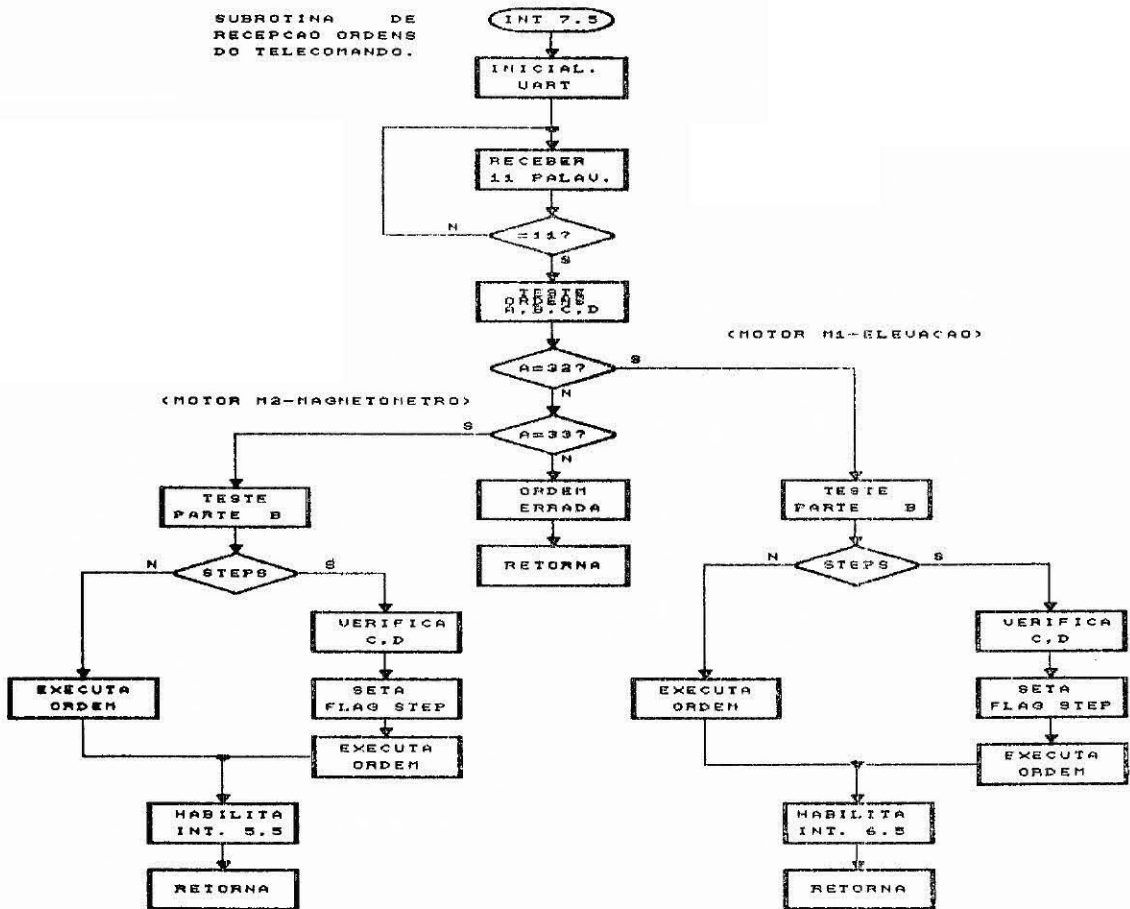 SUBROTINA DE
RECEPCAO ORDENS
DO TELECOMANDO.
INT 7.5
INICIAL.
UART
RECEBER
11 PALAV.
=11?
N
S
TESTE
ORDENS
A,B,C,D
(MOTOR M1-ELEVAÇAO)
A=32?
S
N
(MOTOR M2-MAGNETOMETRO)
A=33?
S
N
TESTE
PARTE B
ORDEM
ERRADA
TESTE
PARTE B
RETORNA
N
STEPS
S
N
STEPS
S
VERIFICA
C,D
VERIFICA
C,D
EXECUTA
ORDEM
SETA
FLAG STEP
EXECUTA
ORDEM
SETA
FLAG STEP
EXECUTA
ORDEM
EXECUTA
ORDEM
HABILITA
INT. 5.5
HABILITA
INT. 6.5
RETORNA
RETORNA